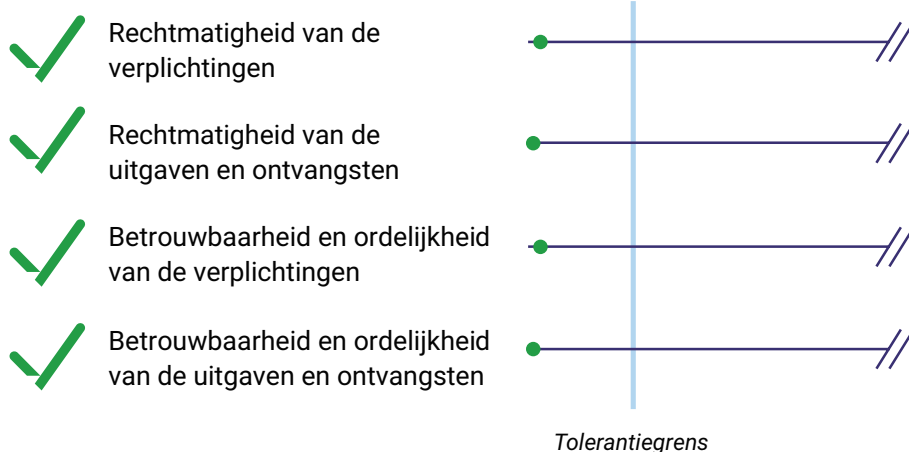 Rechtmatigheid van de
verplichtingen
Rechtmatigheid van de
uitgaven en ontvangsten
Betrouwbaarheid en ordelijkheid
van de verplichtingen
Betrouwbaarheid en ordelijkheid
van de uitgaven en ontvangsten
Tolerantiegrens